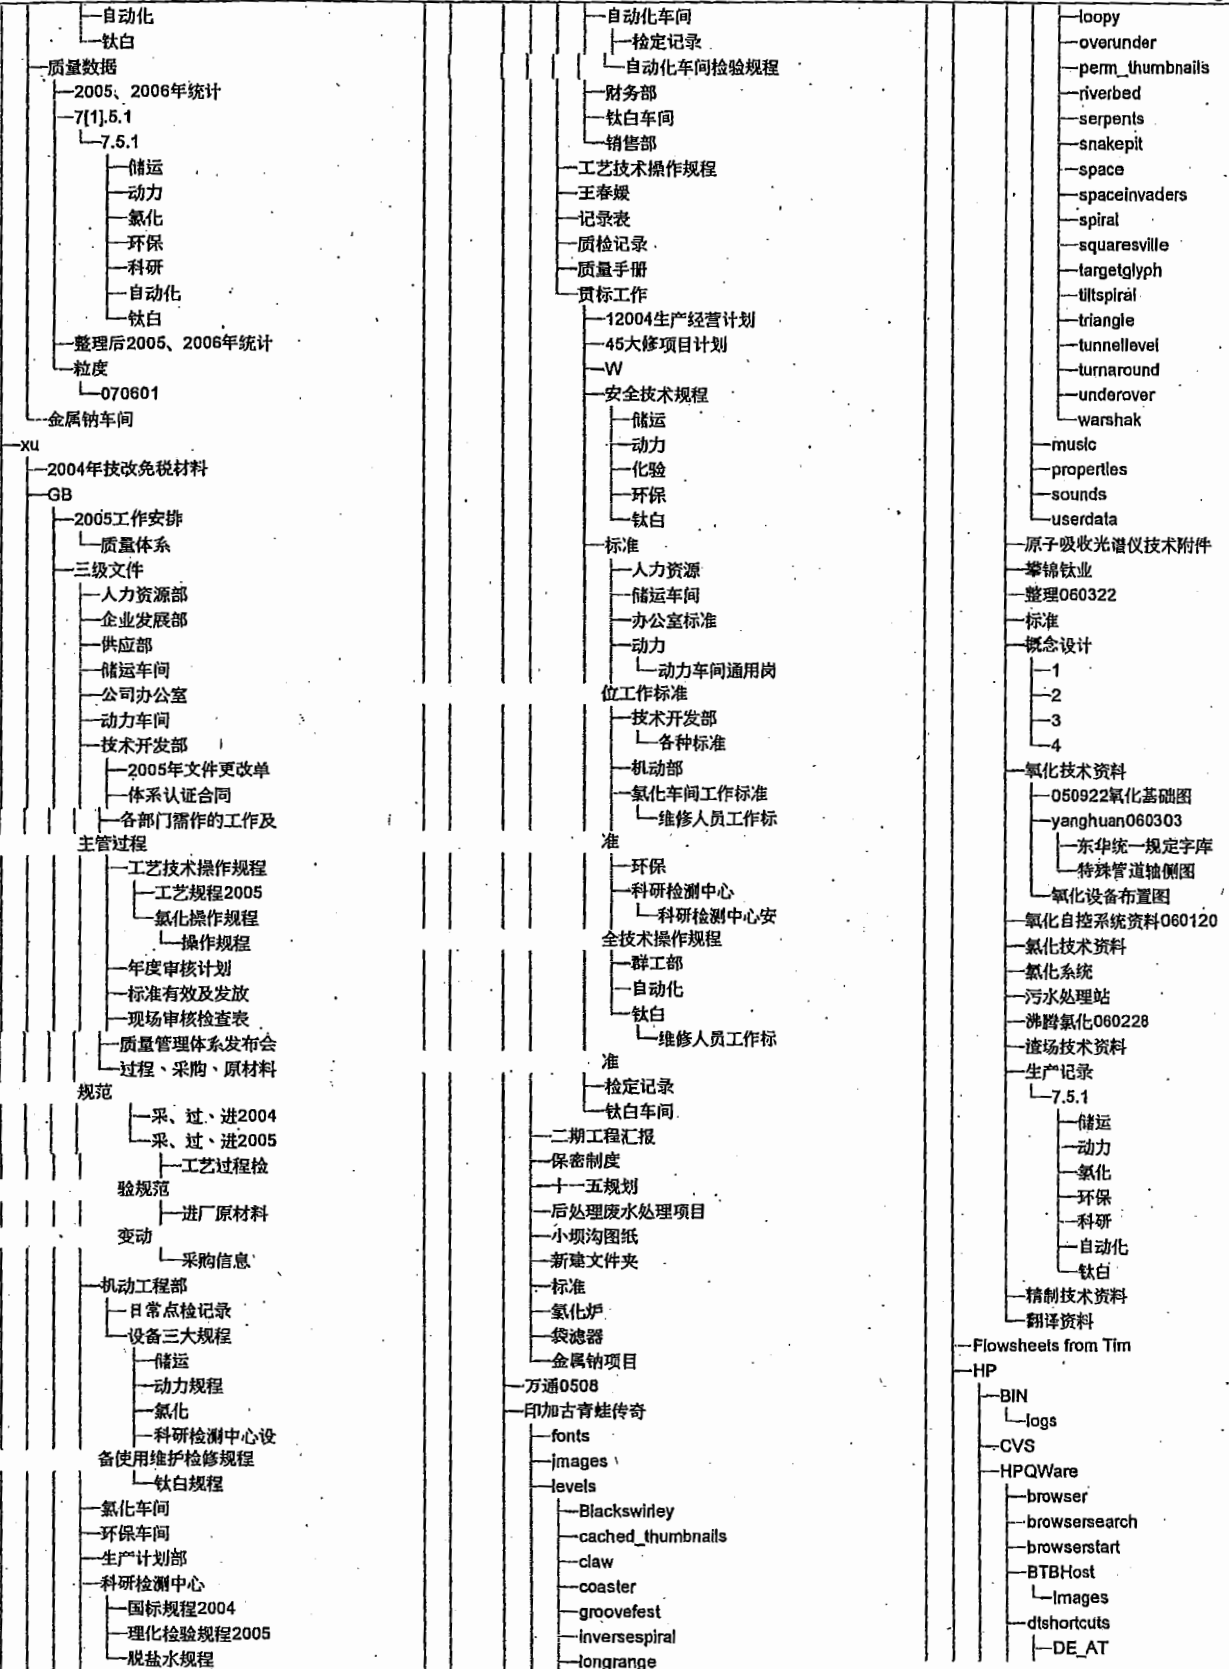 自动化
钛白
质量数据
2005、2006年统计
7[1].5.1
7.5.1
储运
动力
氯化
环保
科研
自动化
钛白
整理后2005、2006年统计
粒度
070601
金属钠车间
xu
2004年技改免税材料
GB
2005工作安排
质量体系
三级文件
人力资源部
企业发展部
供应部
储运车间
公司办公室
动力车间
技术开发部
2005年文件更改单
体系认证合同
各部门需作的工作及
主管过程
工艺技术操作规程
工艺规程2005
氯化操作规程
操作规程
年度审核计划
标准有效及发放
现场审核检查表
质量管理体系发布会
过程、采购、原材料
规范
采、过、进2004
采、过、进2005
工艺过程检
验规范
进厂原材料
变动
采购信息
机动工程部
日常点检记录
设备三大规程
储运
动力规程
氯化
科研检测中心设
备使用维护检修规程
钛白规程
氯化车间
环保车间
生产计划部
科研检测中心
国标规程2004
理化检验规程2005
脱盐水规程
自动化车间
检定记录
自动化车间检验规程
财务部
钛白车间
销售部
工艺技术操作规程
王春媛
记录表
质检记录
质量手册
贯标工作
12004生产经营计划
45大修项目计划
W
安全技术规程
储运
动力
化验
环保
钛白
标准
人力资源
储运车间
办公室标准
动力
动力车间通用岗
位工作标准
技术开发部
各种标准
机动部
氯化车间工作标准
维修人员工作标
准
环保
科研检测中心
科研检测中心安
全技术操作规程
群工部
自动化
钛白
维修人员工作标
准
检定记录
钛白车间
二期工程汇报
保密制度
十一五规划
后处理废水处理项目
小坝沟图纸
新建文件夹
标准
氯化炉
袋滤器
金属钠项目
万通0508
印加古青蛙传奇
fonts
images
levels
Blackswirley
cached_thumbnails
claw
coaster
groovefest
inversespiral
longrange
loopy
overunder
perm_thumbnails
riverbed
serpents
snakepit
space
spaceinvaders
spiral
squaresville
targetglyph
tiltspiral
triangle
tunnellevel
turnaround
underover
warshak
music
properties
sounds
userdata
原子吸收光谱仪技术附件
攀锦钛业
整理060322
标准
概念设计
1
2
3
4
氧化技术资料
050922氧化基础图
yanghuan060303
东华统一规定字库
特殊管道轴侧图
氧化设备布置图
氧化自控系统资料060120
氯化技术资料
氯化系统
污水处理站
沸腾氯化060228
渣场技术资料
生产记录
7.5.1
储运
动力
氯化
环保
科研
自动化
钛白
精制技术资料
翻译资料
Flowsheets from Tim
HP
BIN
logs
CVS
HPQWare
browser
browsersearch
browserstart
BTBHost
Images
dtshortcuts
DE_AT